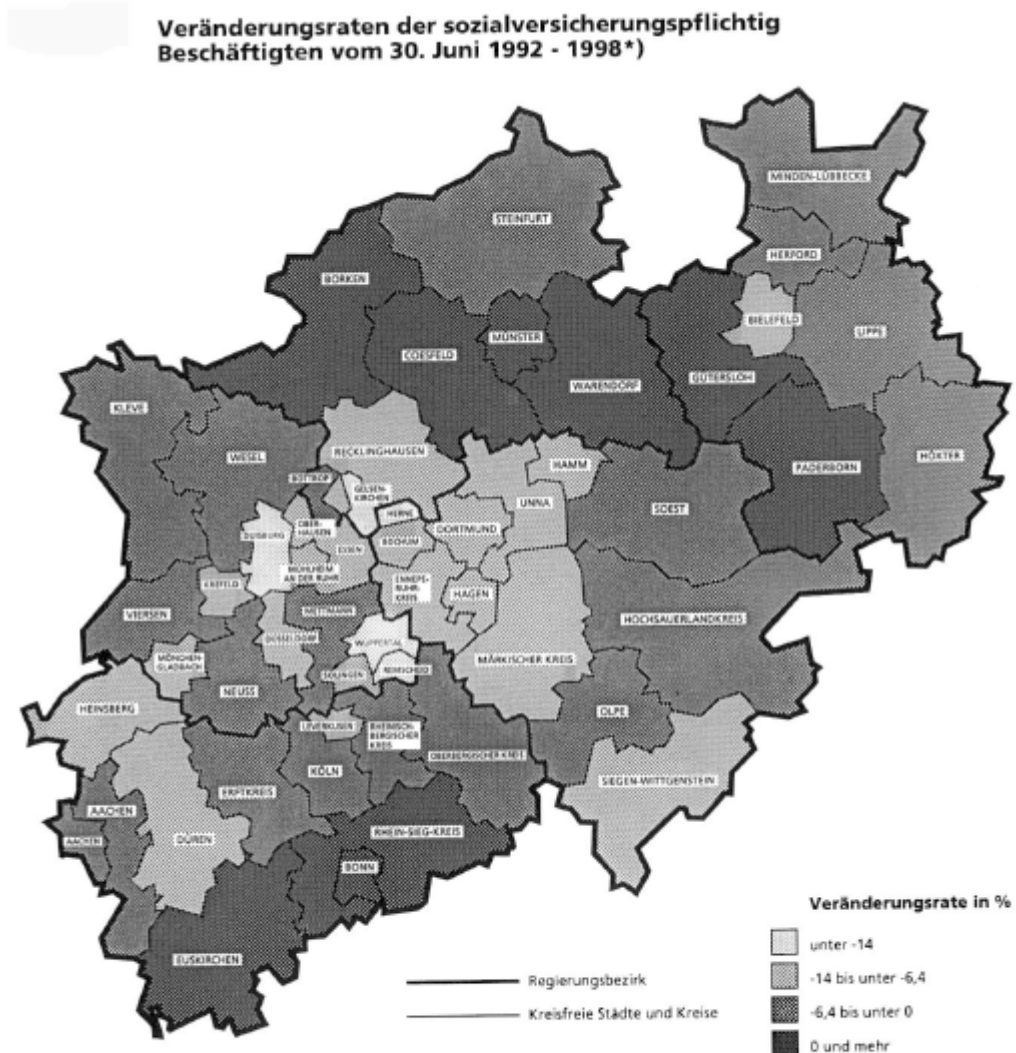 Veränderungsraten der sozialversicherungspflichtig
Beschäftigten vom 30. Juni 1992 - 1998*)
MINDEN-LÜBBECKE
STEINFURT
HERFORD
BORKEN
BIELEFELD
LIPPE
MÜNSTER
COESFELD
GÜTERSLOH
WARENDORF
KLEVE
RECKLINGHAUSEN
WESEL
HAMM
HÖXTER
PADERBORN
BOTTROP
GELSEN-
KIRCHEN
UNNA
SOEST
HERNE
OBER-
HAUSEN
DORTMUND
DUISBURG
BOCHUM
ESSEN
MÜHLHEIM
AN DER RUHR
KREFELD
ENNEPE-
RUHR-
KREIS
HAGEN
VIERSEN
METTMANN
HOCHSAUERLANDKREIS
DÜSSELDORF
WUPPERTAL
MÖNCHEN-
GLADBACH
MÄRKISCHER KREIS
REMSCHEID
SOLINGEN
NEUSS
HEINSBERG
OLPE
LEVERKUSEN
RHEINISCH-
BERGISCHER
KREIS
OBERBERGISCHER KREIS
KÖLN
SIEGEN-WITTGENSTEIN
ERFTKREIS
AACHEN
RHEIN-SIEG-KREIS
AACHEN
DÜREN
BONN
EUSKIRCHEN
Veränderungsrate in %
unter -14
-14 bis unter -6,4
-6,4 bis unter 0
0 und mehr
Regierungsbezirk
Kreisfreie Städte und Kreise